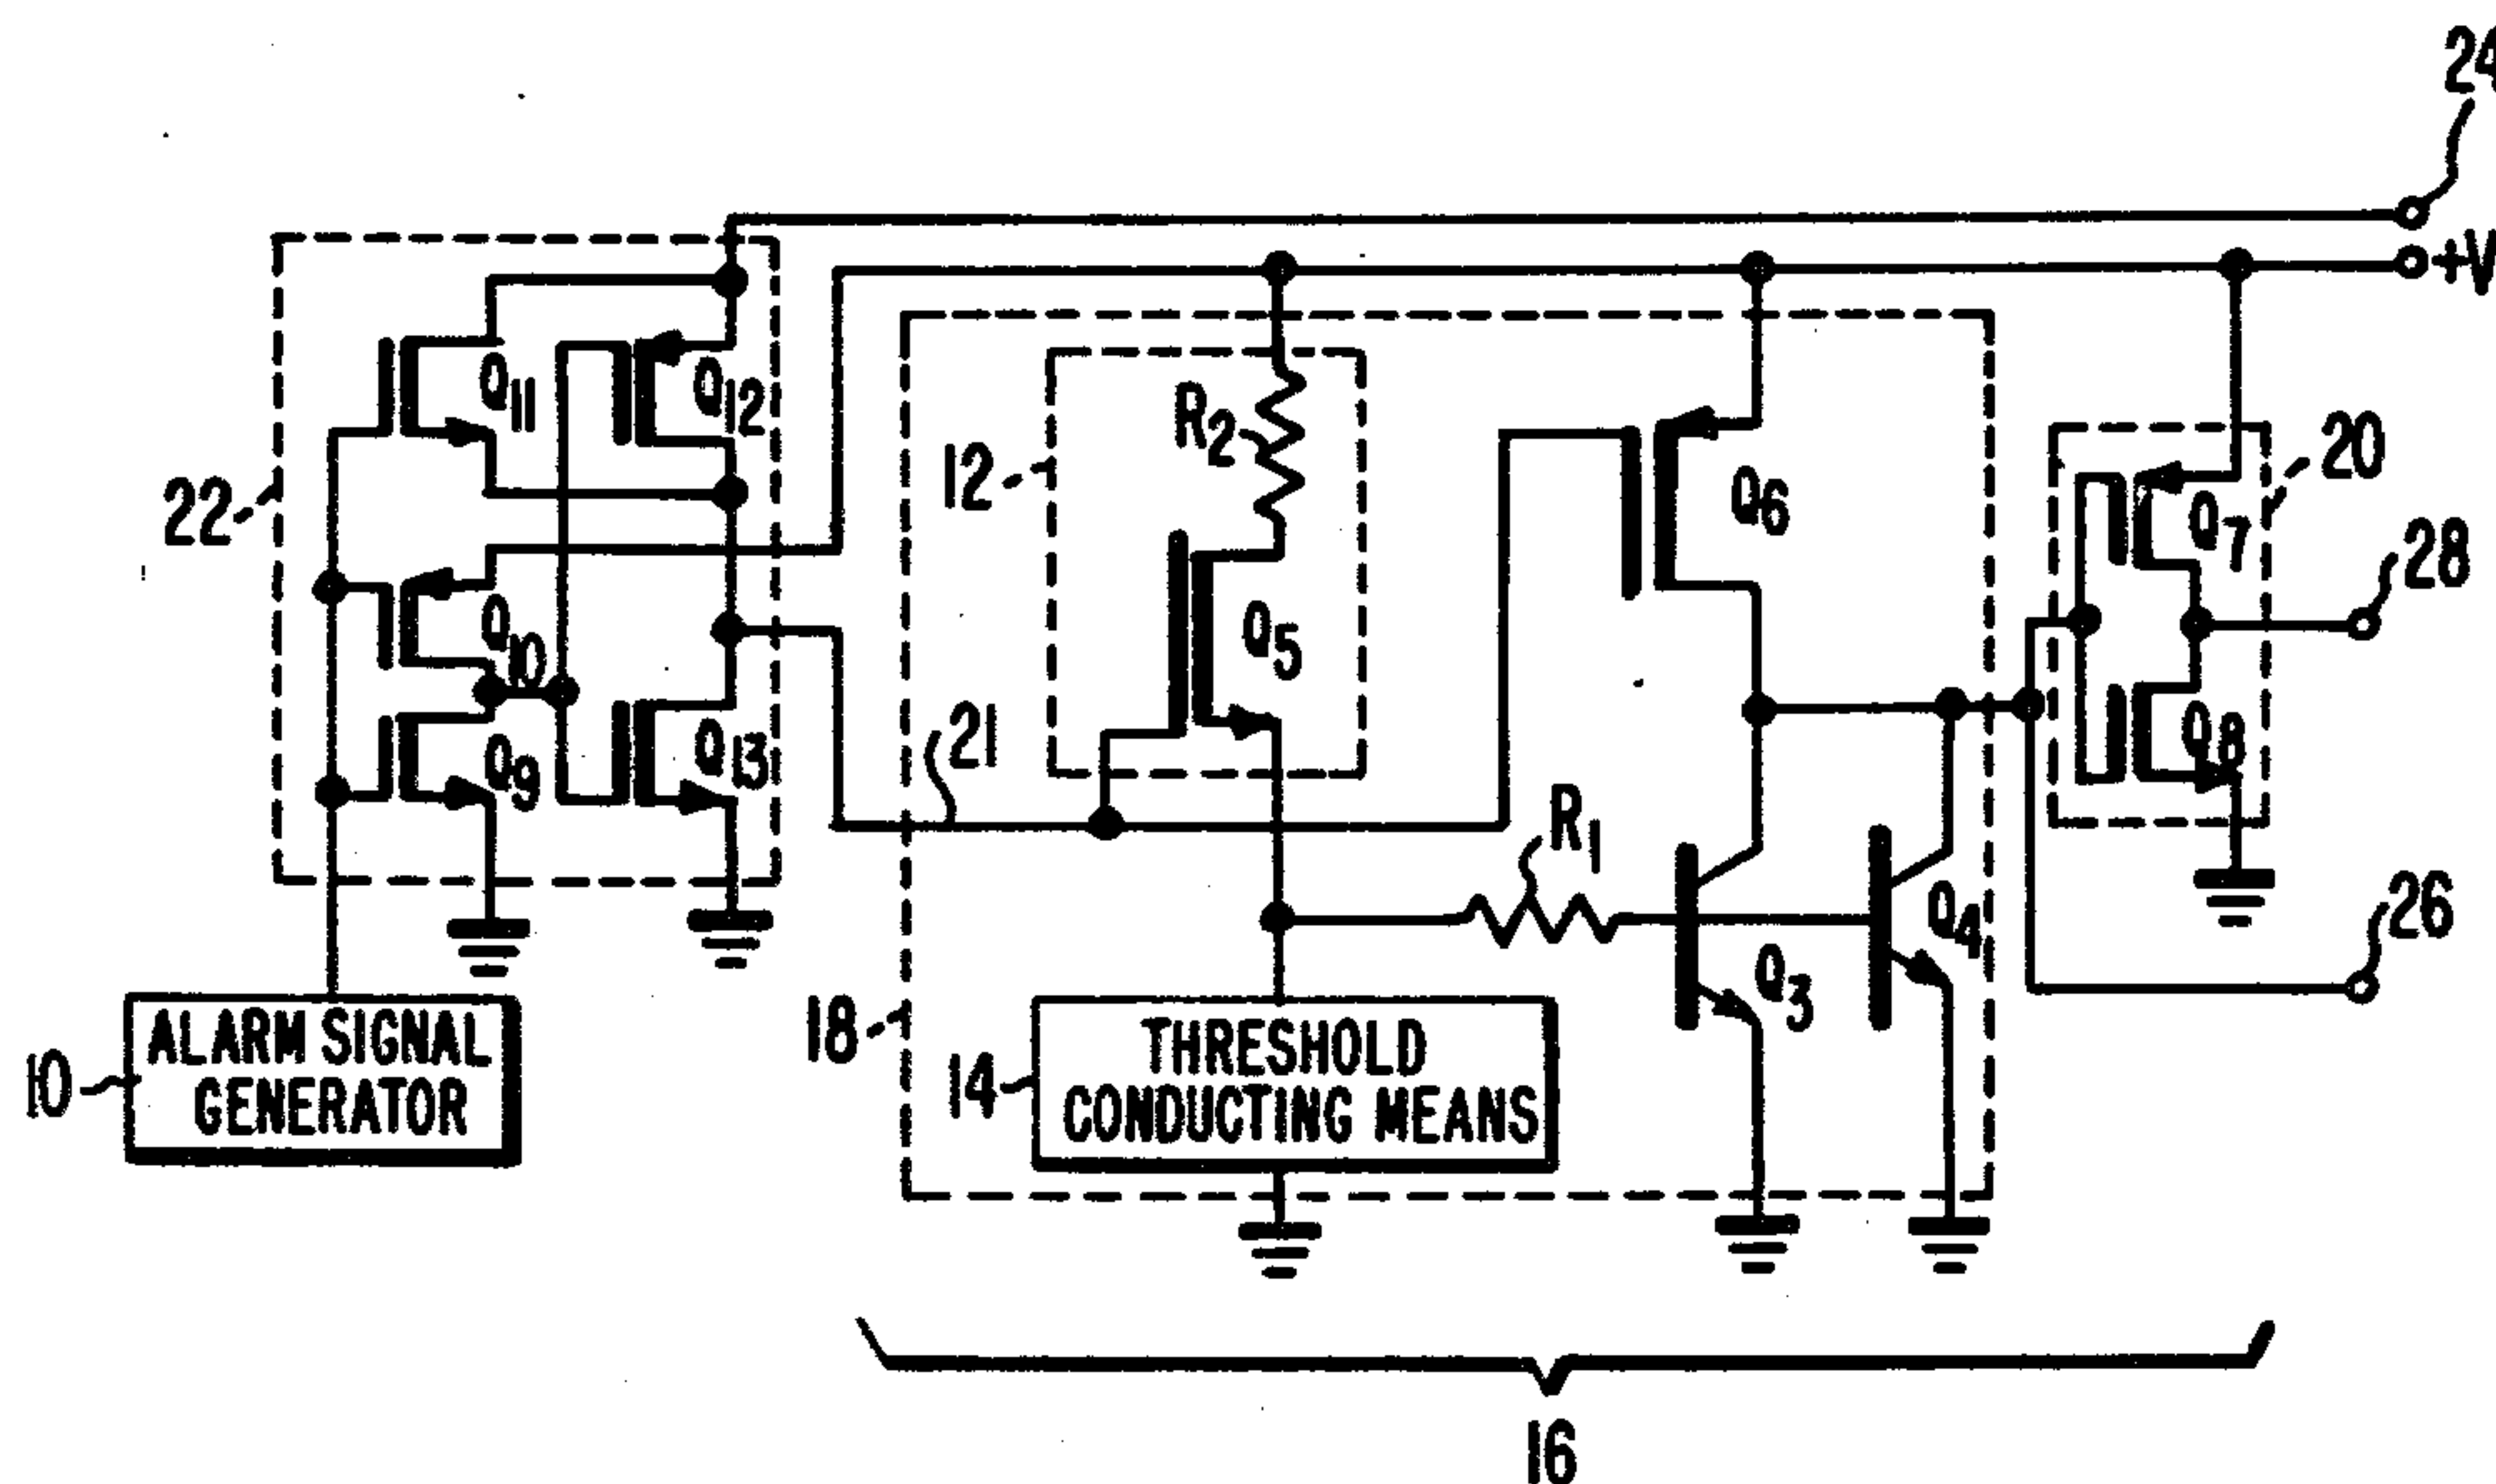 24
+V
Q11
Q12
R2
12
Q6
20
22
Q7
28
Q10
Q5
21
Q9
Q13
Q8
R1
26
Q4
Q3
18
10
ALARM SIGNAL
GENERATOR
14
THRESHOLD
CONDUCTING MEANS
16